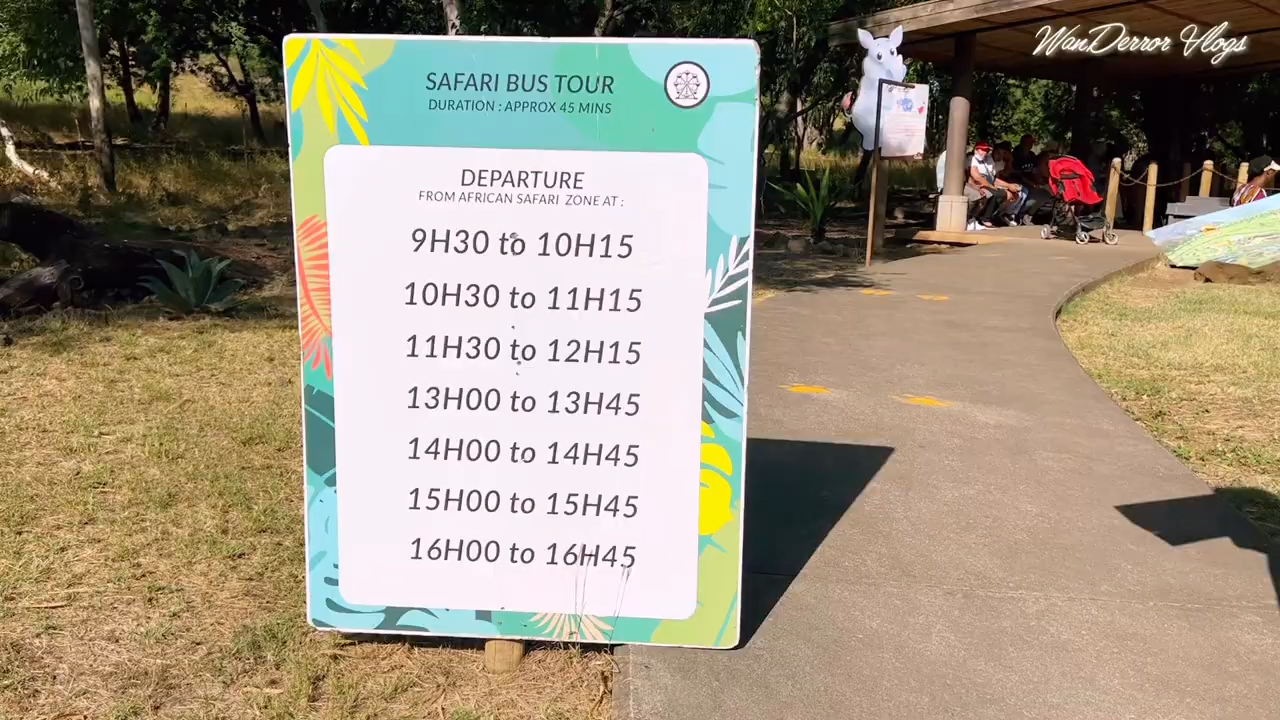 WanDerror Vlogs
SAFARI BUS TOUR
DURATION : APPROX 45 MINS
DEPARTURE
FROM AFRICAN SAFARI ZONE AT :
9H30 to 10H15
10H30 to 11H15
11H30 to 12H15
13H00 to 13H45
14H00 to 14H45
15H00 to 15H45
16H00 to 16H45